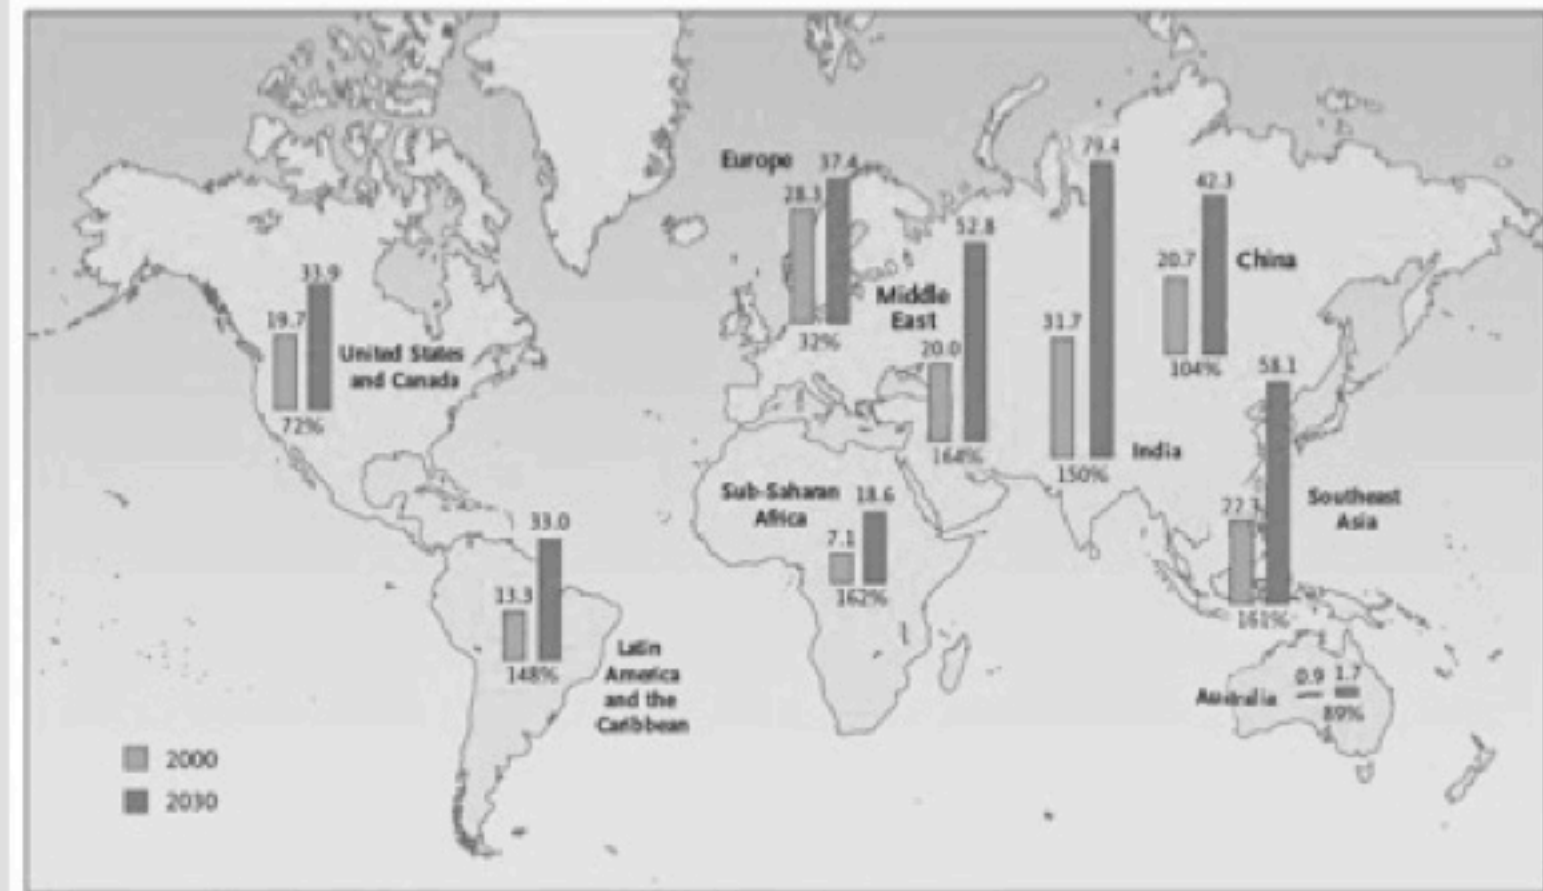 Europe
37.4
28.3
32%
79.4
42.3
20.7
China
104%
52.8
Middle
East
20.0
164%
31.7
India
150%
58.1
Southeast
Asia
22.3
161%
33.9
19.7
United States
and Canada
72%
Sub-Saharan
Africa
18.6
7.1
162%
33.0
13.3
148%
Latin
America
and the
Caribbean
Australia
0.9 1.7
89%
2000
2030